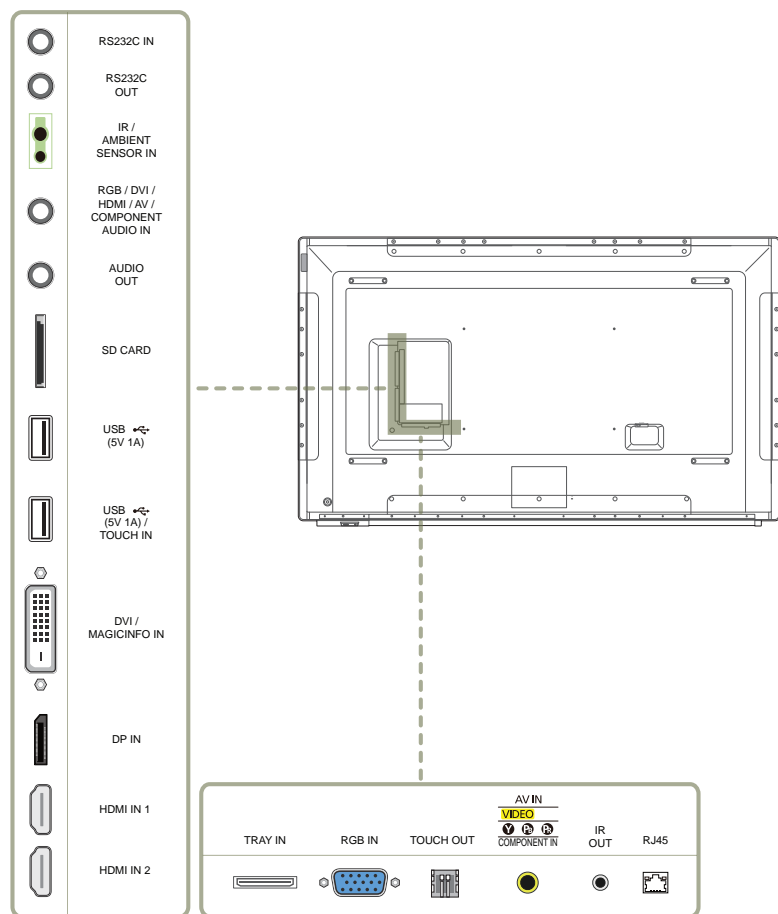 RS232C IN
RS232C
OUT
IR /
AMBIENT
SENSOR IN
RGB / DVI /
HDMI / AV /
COMPONENT
AUDIO IN
AUDIO
OUT
SD CARD
USB
(5V 1A)
USB
(5V 1A) /
TOUCH IN
DVI /
MAGICINFO IN
DP IN
HDMI IN 1
HDMI IN 2
TRAY IN
RGB IN
TOUCH OUT
AV IN
VIDEO
Y PB PR
COMPONENT IN
IR
OUT
RJ45